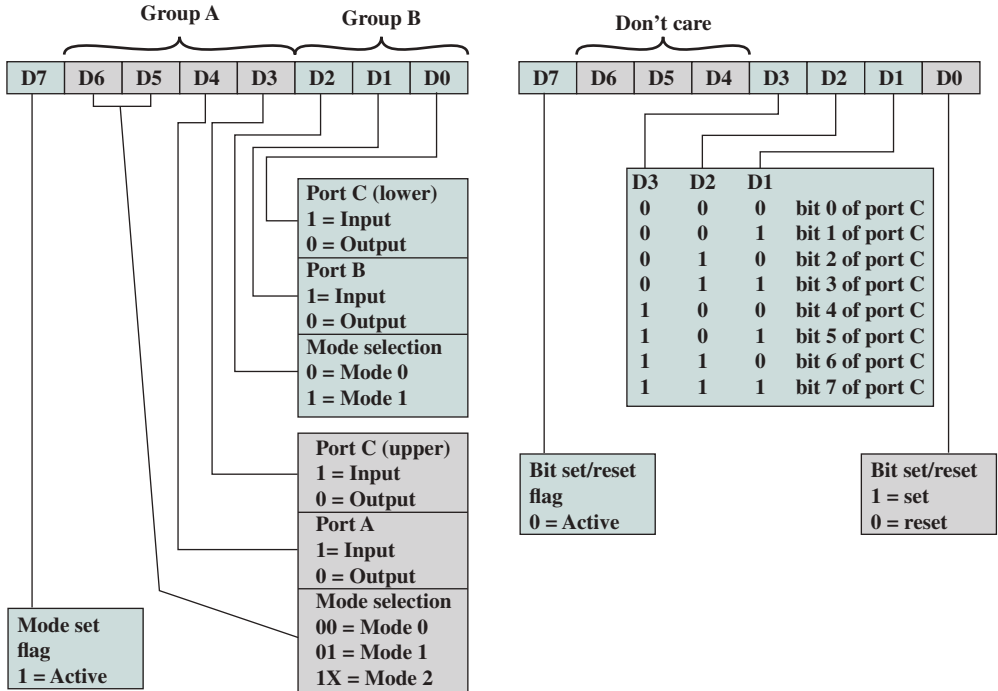 Group A
Group B
D7 D6 D5 D4 D3 D2 D1 D0
Port C (lower)
1 = Input
0 = Output
Port B
1= Input
0 = Output
Mode selection
0 = Mode 0
1 = Mode 1
Port C (upper)
1 = Input
0 = Output
Port A
1= Input
0 = Output
Mode selection
00 = Mode 0
01 = Mode 1
1X = Mode 2
Mode set
flag
1 = Active
Don't care
D7 D6 D5 D4 D3 D2 D1 D0
D3 D2 D1
0 0 0 bit 0 of port C
0 0 1 bit 1 of port C
0 1 0 bit 2 of port C
0 1 1 bit 3 of port C
1 0 0 bit 4 of port C
1 0 1 bit 5 of port C
1 1 0 bit 6 of port C
1 1 1 bit 7 of port C
Bit set/reset
flag
0 = Active
Bit set/reset
1 = set
0 = reset